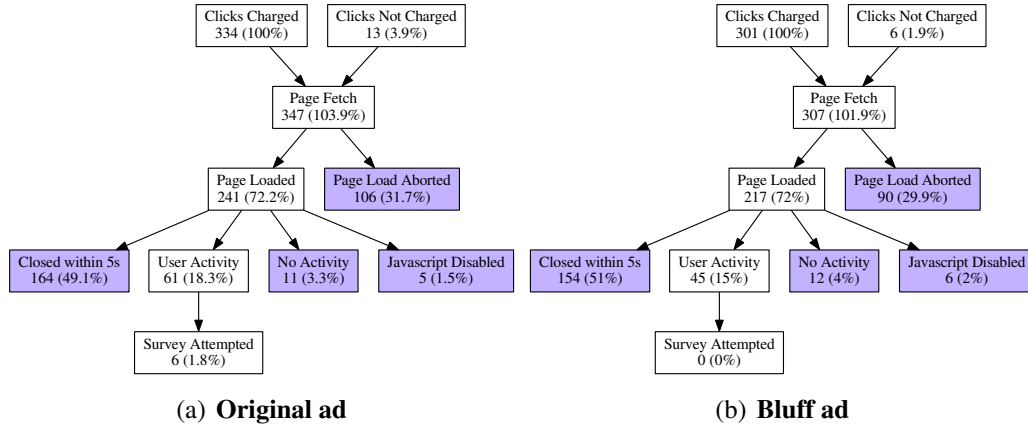 Clicks Charged
334 (100%)
Clicks Not Charged
13 (3.9%)
Page Fetch
347 (103.9%)
Page Loaded
241 (72.2%)
Page Load Aborted
106 (31.7%)
Closed within 5s
164 (49.1%)
User Activity
61 (18.3%)
No Activity
11 (3.3%)
Javascript Disabled
5 (1.5%)
Survey Attempted
6 (1.8%)
(a) Original ad
Clicks Charged
301 (100%)
Clicks Not Charged
6 (1.9%)
Page Fetch
307 (101.9%)
Page Loaded
217 (72%)
Page Load Aborted
90 (29.9%)
Closed within 5s
154 (51%)
User Activity
45 (15%)
No Activity
12 (4%)
Javascript Disabled
6 (2%)
Survey Attempted
0 (0%)
(b) Bluff ad